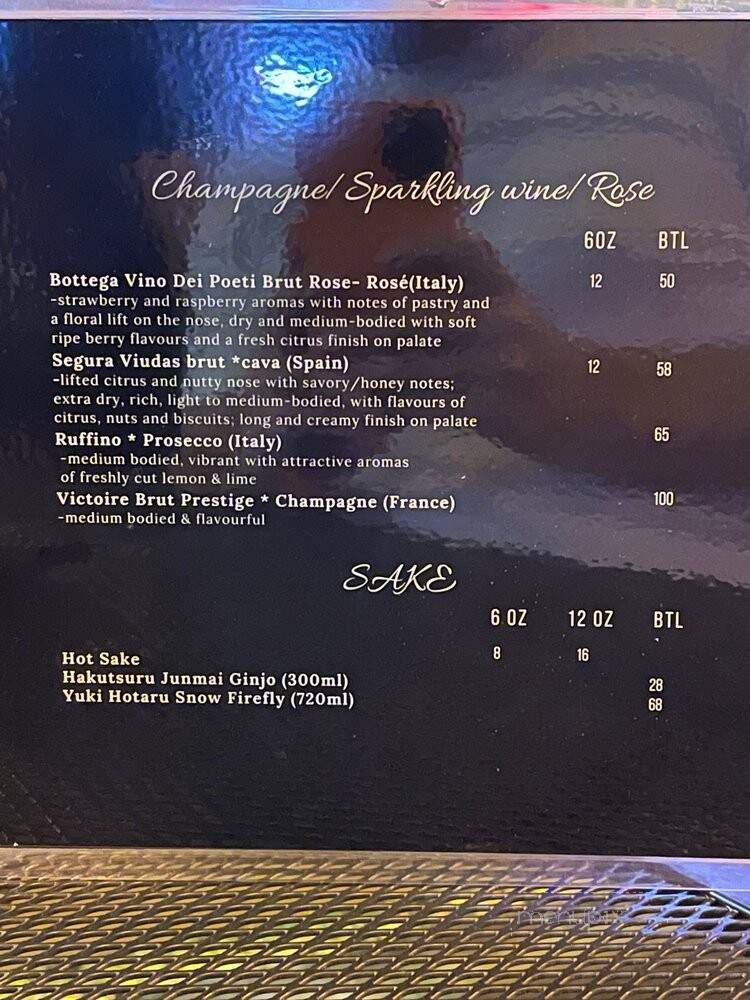 Champagne/ Sparkling wine/ Rose
6OZ BTL
Bottega Vino Dei Poeti Brut Rose- Rosé(Italy) 12 50
-strawberry and raspberry aromas with notes of pastry and
a floral lift on the nose, dry and medium-bodied with soft
ripe berry flavours and a fresh citrus finish on palate
Segura Viudas brut *cava (Spain) 12 58
-lifted citrus and nutty nose with savory/honey notes;
extra dry, rich, light to medium-bodied, with flavours of
citrus, nuts and biscuits; long and creamy finish on palate
Ruffino * Prosecco (Italy) 65
-medium bodied, vibrant with attractive aromas
of freshly cut lemon & lime
Victoire Brut Prestige * Champagne (France) 100
-medium bodied & flavourful
SAKE
6 OZ 12 OZ BTL
Hot Sake 8 16
Hakutsuru Junmai Ginjo (300ml) 28
Yuki Hotaru Snow Firefly (720ml) 68
menupix